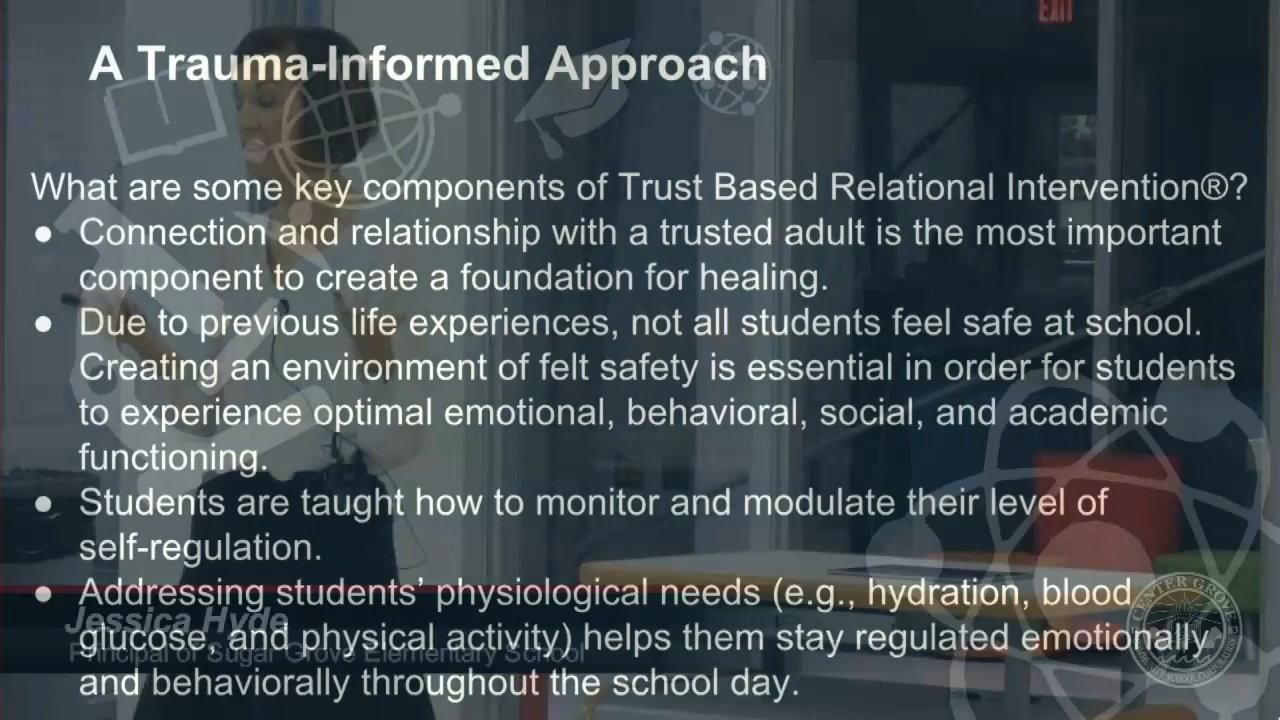 EXIT
A Trauma-Informed Approach
What are some key components of Trust Based Relational Intervention®?
● Connection and relationship with a trusted adult is the most important
component to create a foundation for healing.
● Due to previous life experiences, not all students feel safe at school.
Creating an environment of felt safety is essential in order for students
to experience optimal emotional, behavioral, social, and academic
functioning.
● Students are taught how to monitor and modulate their level of
self-regulation.
● Addressing students’ physiological needs (e.g., hydration, blood
glucose, and physical activity) helps them stay regulated emotionally
and behaviorally throughout the school day.
Jessica Hyde
Principal of Sugar Grove Elementary School
CENTER GROVE